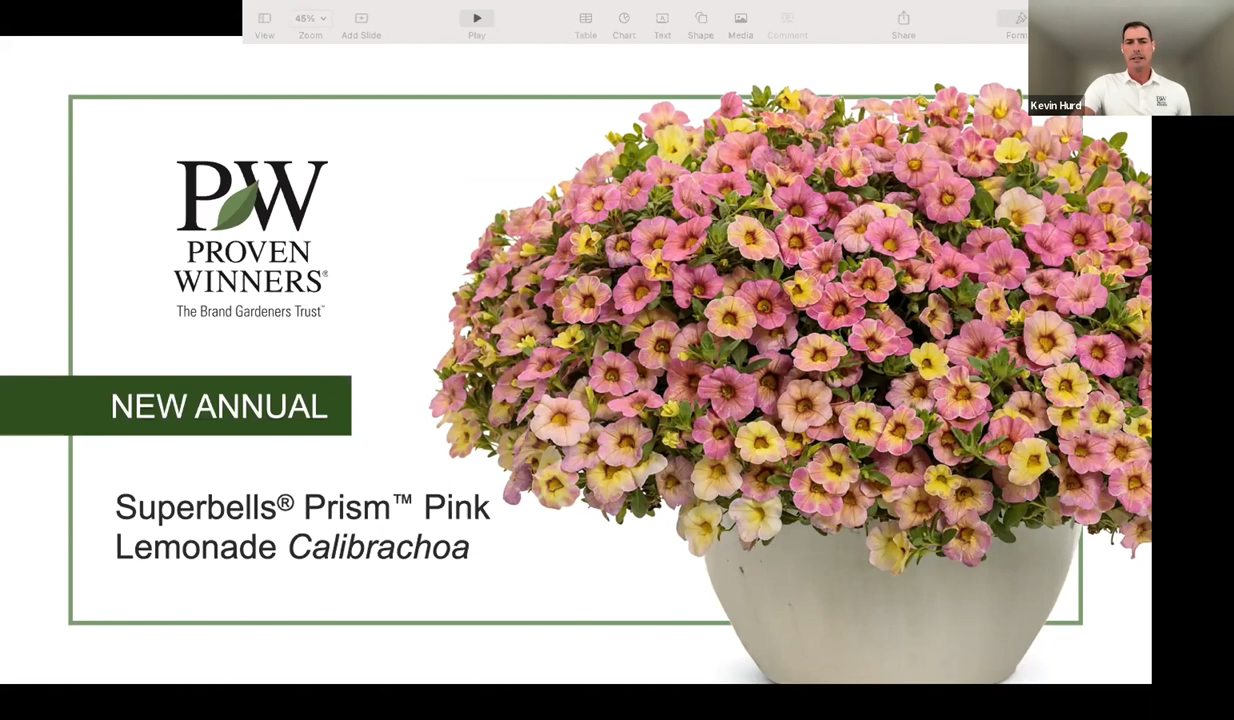 45%
View
Zoom
Add Slide
Play
Table
Chart
Text
Shape
Media
Comment
Share
Kevin Hurd
PW
PROVEN
WINNERS®
The Brand Gardeners Trust™
NEW ANNUAL
Superbells® Prism™ Pink
Lemonade Calibrachoa